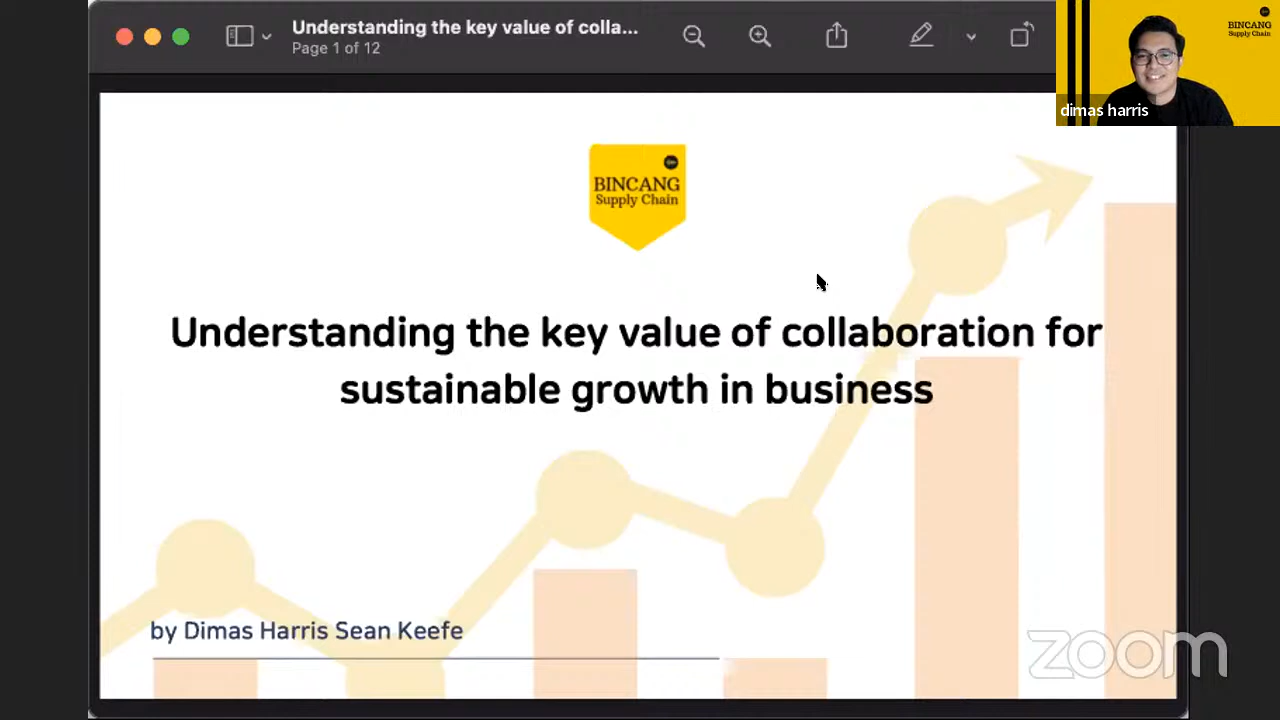 Understanding the key value of colla...
Page 1 of 12
BINCANG
Supply Chain
dimas harris
BINCANG
Supply Chain
Understanding the key value of collaboration for
sustainable growth in business
by Dimas Harris Sean Keefe
zoom